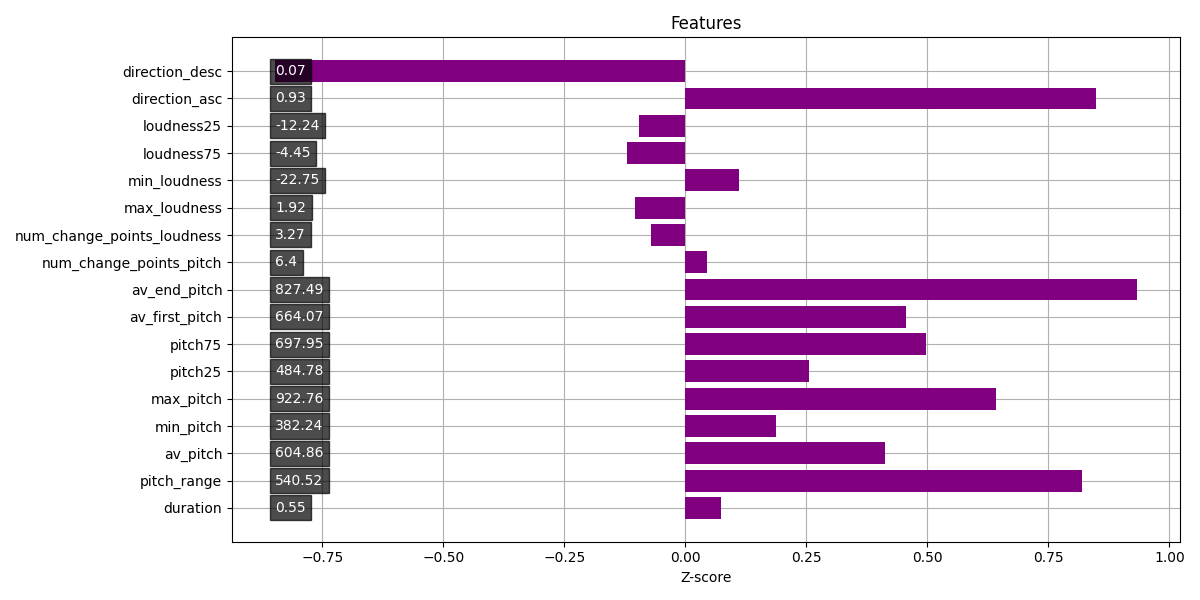 Features
direction_desc 0.07
direction_asc 0.93
loudness25 -12.24
loudness75 -4.45
min_loudness -22.75
max_loudness 1.92
num_change_points_loudness 3.27
num_change_points_pitch 6.4
av_end_pitch 827.49
av_first_pitch 664.07
pitch75 697.95
pitch25 484.78
max_pitch 922.76
min_pitch 382.24
av_pitch 604.86
pitch_range 540.52
duration 0.55
−0.75 −0.50 −0.25 0.00 0.25 0.50 0.75 1.00
Z-score